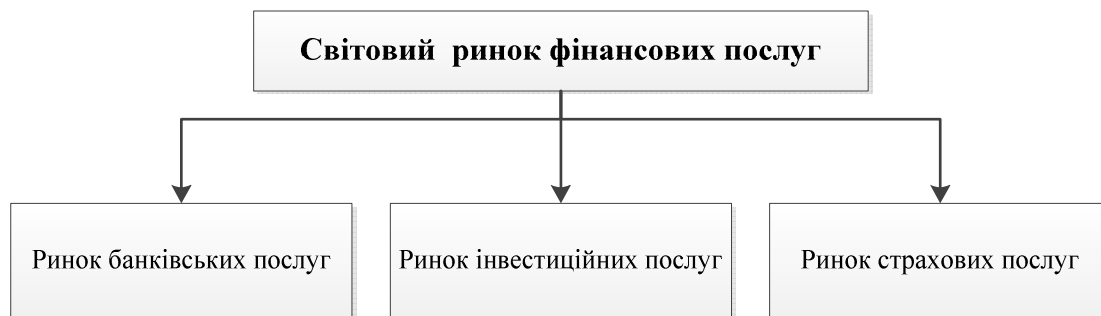 Світовий ринок фінансових послуг
Ринок банківських послуг
Ринок інвестиційних послуг
Ринок страхових послуг